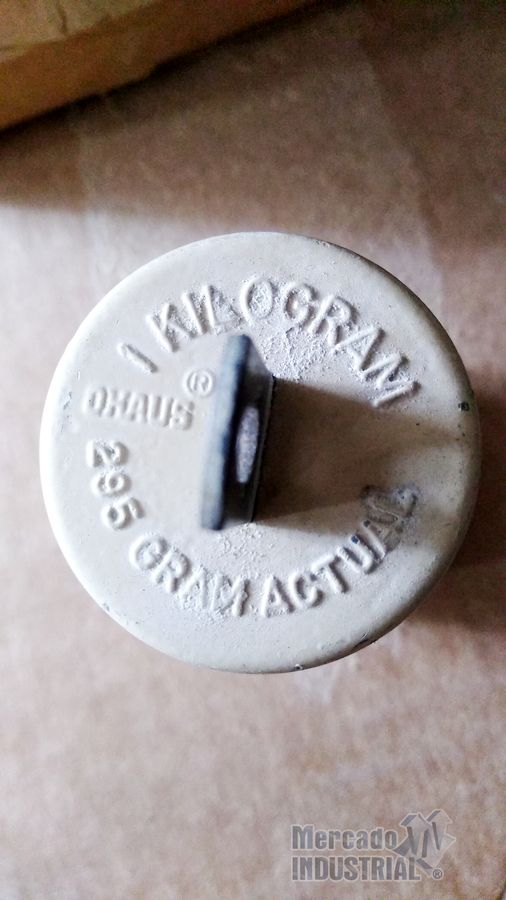 1 KILOGRAM
OHAUS®
295 GRAM ACTUAL
Mercado
INDUSTRIAL®